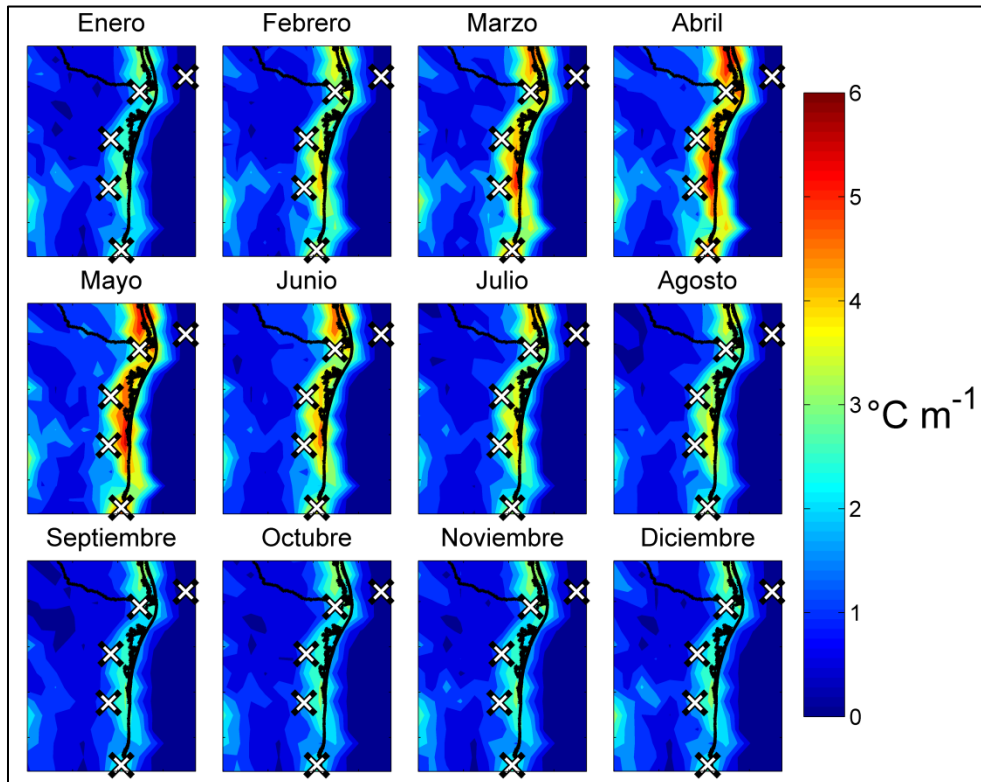 Enero Febrero Marzo Abril
Mayo Junio Julio Agosto
Septiembre Octubre Noviembre Diciembre
6
5
4
3
2
1
0
°C m⁻¹